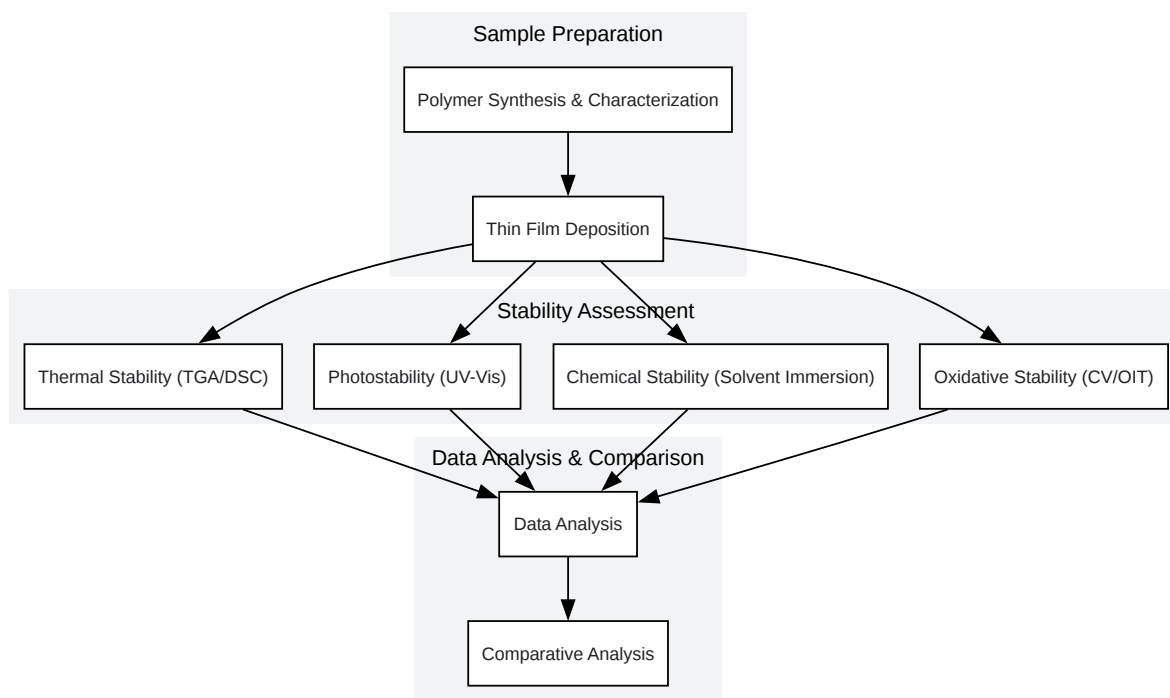 Sample Preparation
Polymer Synthesis & Characterization
Thin Film Deposition
Stability Assessment
Thermal Stability (TGA/DSC)
Photostability (UV-Vis)
Chemical Stability (Solvent Immersion)
Oxidative Stability (CV/OIT)
Data Analysis & Comparison
Data Analysis
Comparative Analysis